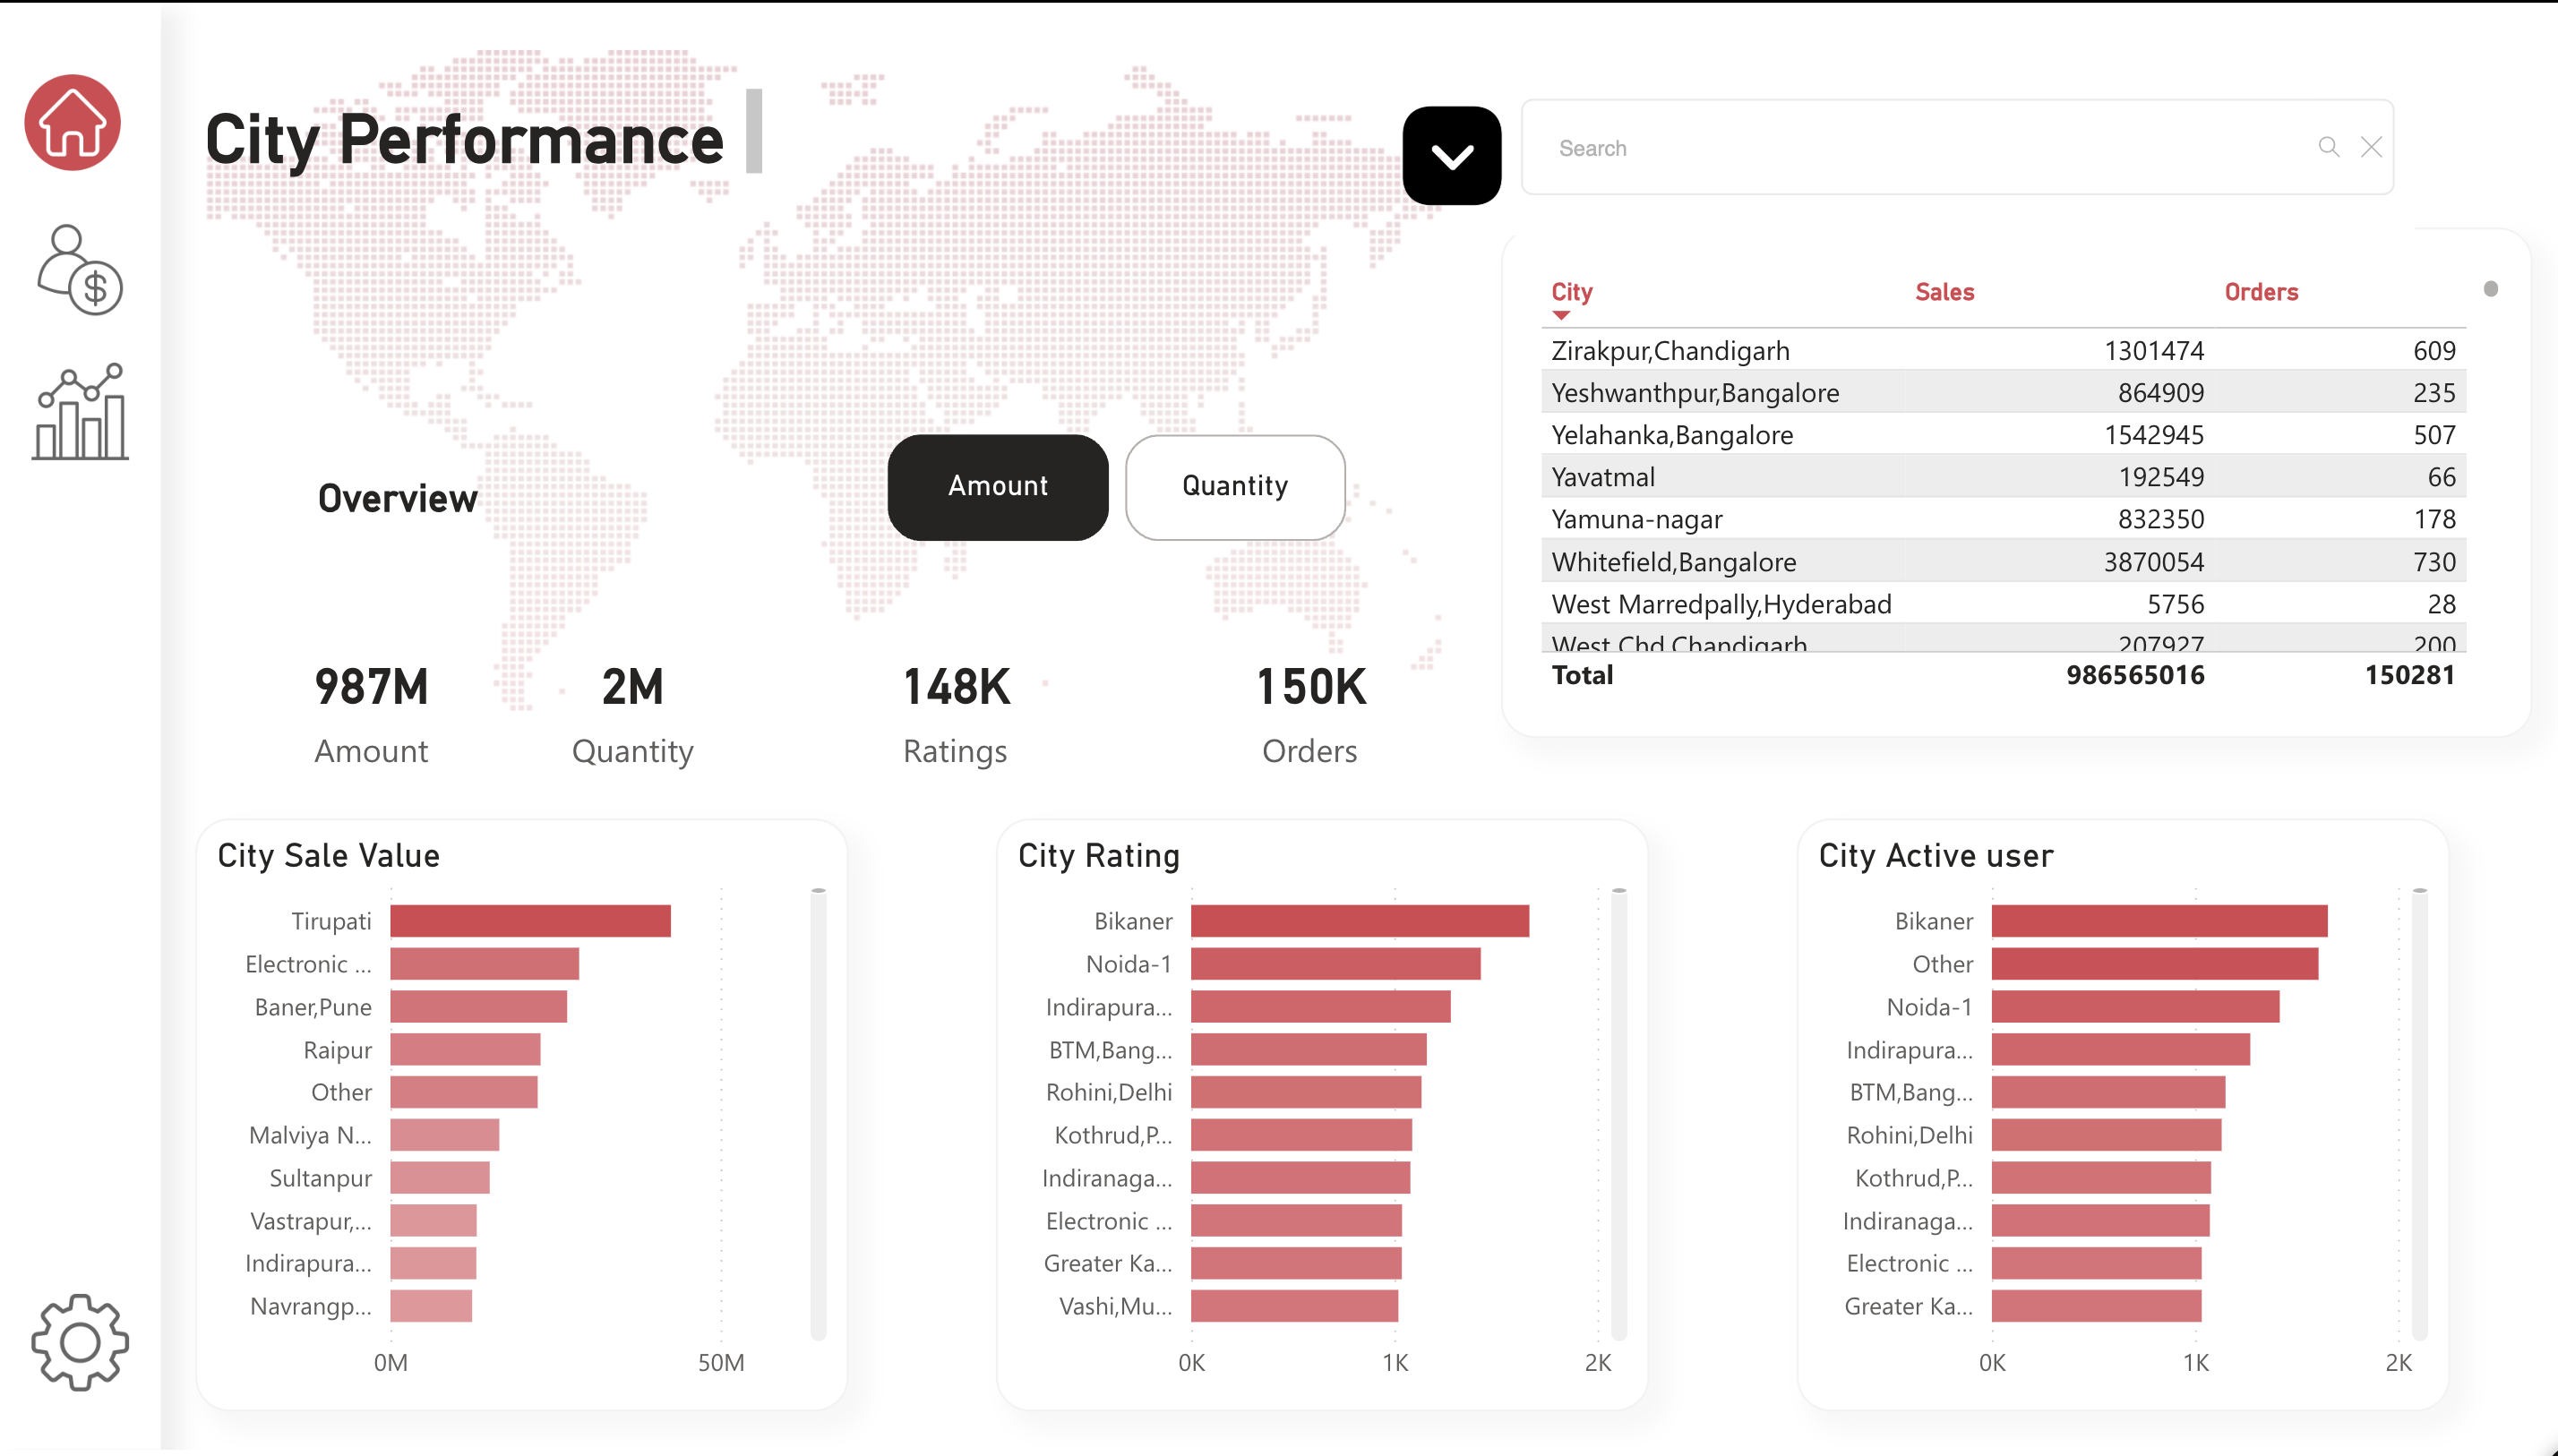 City Performance
Search
City Sales Orders
Zirakpur,Chandigarh 1301474 609
Yeshwanthpur,Bangalore 864909 235
Yelahanka,Bangalore 1542945 507
Yavatmal 192549 66
Yamuna-nagar 832350 178
Whitefield,Bangalore 3870054 730
West Marredpally,Hyderabad 5756 28
West Chd,Chandigarh 207927 200
Total 986565016 150281
Overview
Amount Quantity
987M 2M 148K 150K
Amount Quantity Ratings Orders
City Sale Value
Tirupati
Electronic ...
Baner,Pune
Raipur
Other
Malviya N...
Sultanpur
Vastrapur,...
Indirapura...
Navrangp...
0M 50M
City Rating
Bikaner
Noida-1
Indirapura...
BTM,Bang...
Rohini,Delhi
Kothrud,P...
Indiranaga...
Electronic ...
Greater Ka...
Vashi,Mu...
0K 1K 2K
City Active user
Bikaner
Other
Noida-1
Indirapura...
BTM,Bang...
Rohini,Delhi
Kothrud,P...
Indiranaga...
Electronic ...
Greater Ka...
0K 1K 2K